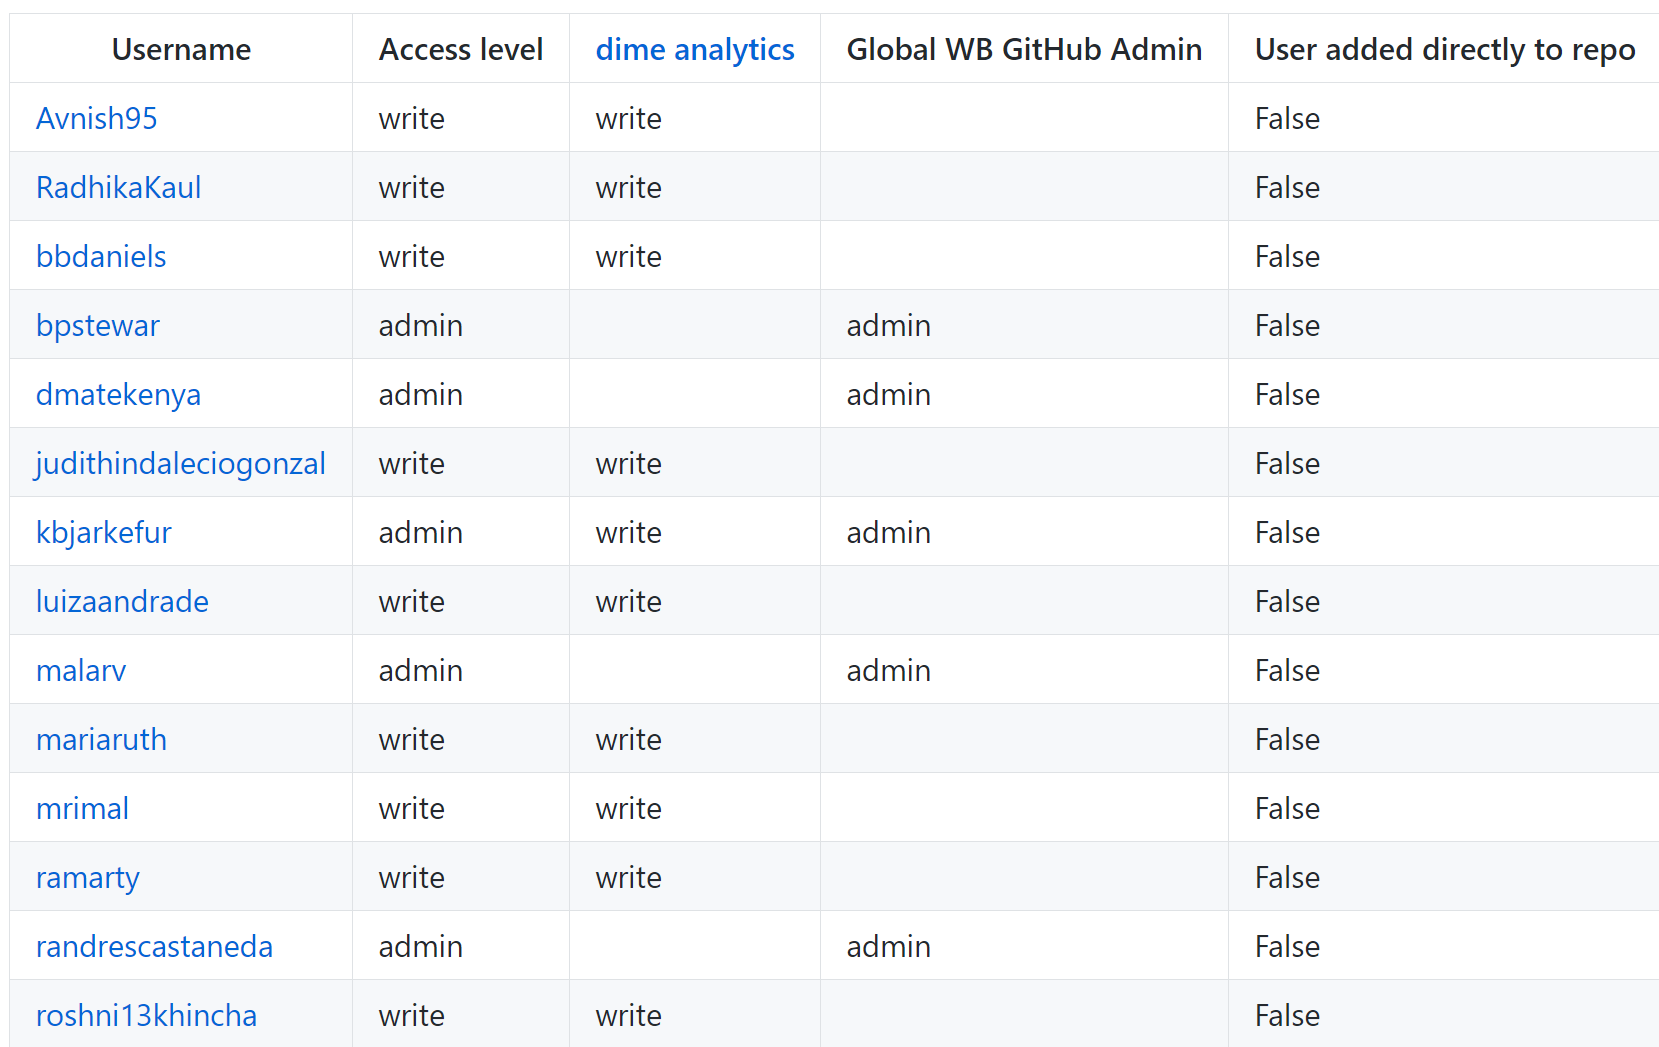 Username Access level dime analytics Global WB GitHub Admin User added directly to repo
Avnish95 write write False
RadhikaKaul write write False
bbdaniels write write False
bpstewar admin admin False
dmatekenya admin admin False
judithindaleciogonzal write write False
kbjarkefur admin write admin False
luizaandrade write write False
malarv admin admin False
mariaruth write write False
mrimal write write False
ramarty write write False
randrescastaneda admin admin False
roshni13khincha write write False